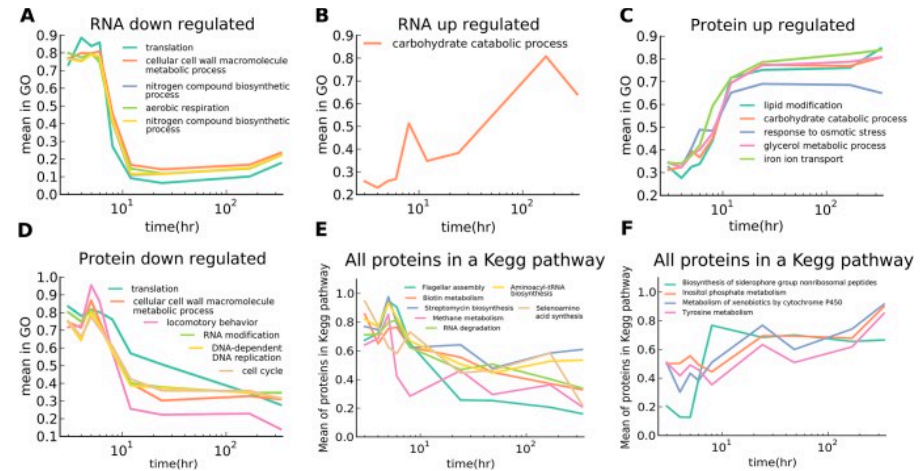 A
RNA down regulated
mean in GO
0.9
0.8
0.7
0.6
0.5
0.4
0.3
0.2
0.1
0.0
translation
cellular cell wall macromolecule
metabolic process
nitrogen compound biosynthetic
process
aerobic respiration
nitrogen compound biosynthetic
process
10¹
10²
time(hr)
B
RNA up regulated
mean in GO
0.9
0.8
0.7
0.6
0.5
0.4
0.3
0.2
carbohydrate catabolic process
10¹
10²
time(hr)
C
Protein up regulated
mean in GO
0.9
0.8
0.7
0.6
0.5
0.4
0.3
0.2
lipid modification
carbohydrate catabolic process
response to osmotic stress
glycerol metabolic process
iron ion transport
10¹
10²
time(hr)
D
Protein down regulated
mean in GO
1.0
0.9
0.8
0.7
0.6
0.5
0.4
0.3
0.2
0.1
translation
cellular cell wall macromolecule
metabolic process
locomotory behavior
RNA modification
DNA-dependent
DNA replication
cell cycle
10¹
10²
time(hr)
E
All proteins in a Kegg pathway
Mean of proteins in Kegg pathway
1.0
0.8
0.6
0.4
0.2
0.0
Flagellar assembly
Biotin metabolism
Streptomycin biosynthesis
Methane metabolism
RNA degradation
Aminoacyl-tRNA
biosynthesis
Selenoamino
acid synthesis
10¹
10²
time(hr)
F
All proteins in a Kegg pathway
Mean of proteins in Kegg pathway
1.0
0.8
0.6
0.4
0.2
0.0
Biosynthesis of siderophore group nonribosomal peptides
Inositol phosphate metabolism
Metabolism of xenobiotics by cytochrome P450
Tyrosine metabolism
10¹
10²
time(hr)